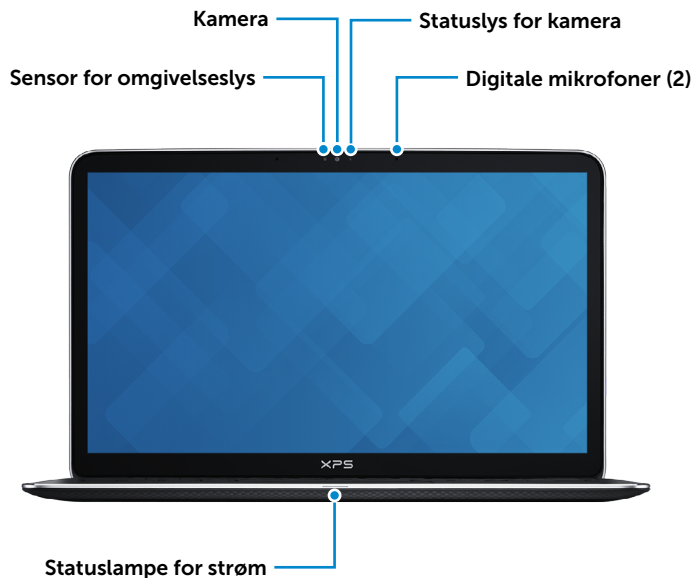 Kamera
Statuslys for kamera
Sensor for omgivelseslys
Digitale mikrofoner (2)
XPS
Statuslampe for strøm